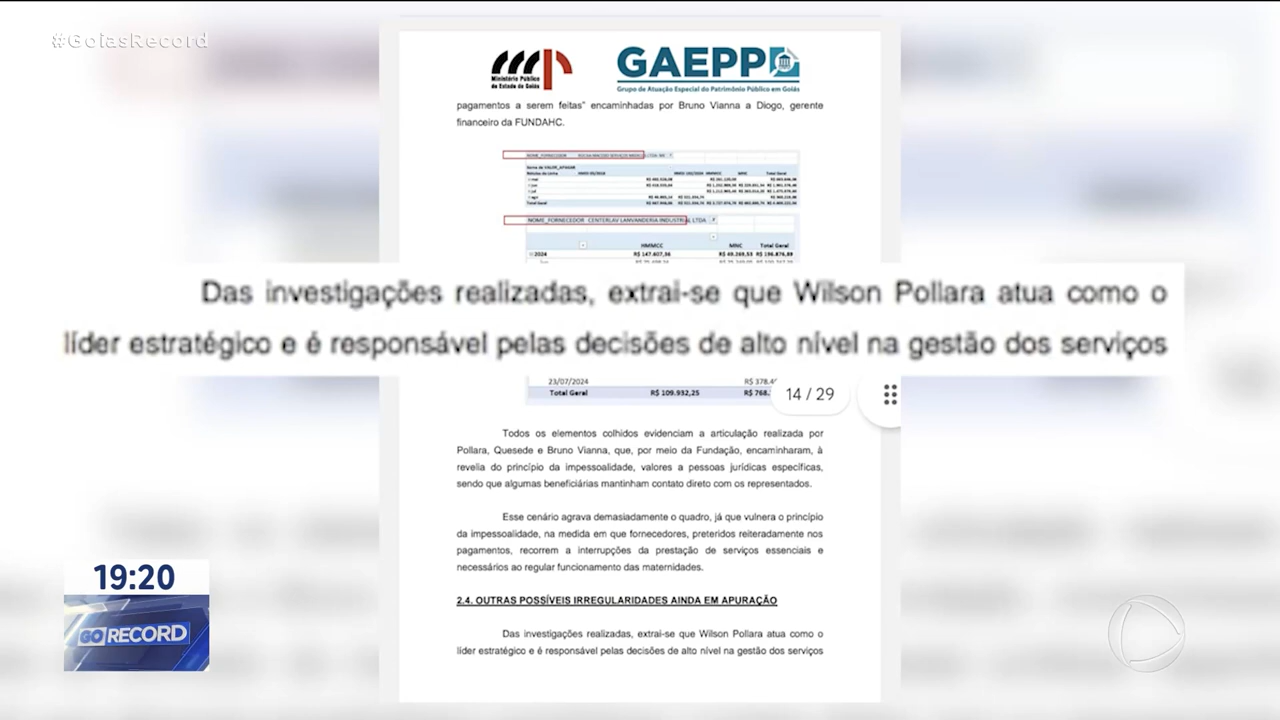 #GoiasRecord
Ministério Público
do Estado de Goiás
GAEPP
Grupo de Atuação Especial do Patrimônio Público em Goiás
pagamentos a serem feitas” encaminhadas por Bruno Vianna a Diogo, gerente
financeiro da FUNDAHC.
NOME_FORNECEDOR
Total Geral
NOME_FORNECEDOR CENTERLAV LANVANDERIA INDUSTRIAL LTDA
HMMCC MNC Total Geral
2024 R$ 147.607,36 R$ 49.269,53 R$ 196.876,89
Das investigações realizadas, extrai-se que Wilson Pollara atua como o
líder estratégico e é responsável pelas decisões de alto nível na gestão dos serviços
23/07/2024 R$ 378.4
Total Geral R$ 109.932,25 R$ 768.
14 / 29
Todos os elementos colhidos evidenciam a articulação realizada por
Pollara, Quesede e Bruno Vianna, que, por meio da Fundação, encaminharam, à
revelia do princípio da impessoalidade, valores a pessoas jurídicas específicas,
sendo que algumas beneficiárias mantinham contato direto com os representados.
Esse cenário agrava demasiadamente o quadro, já que vulnera o princípio
da impessoalidade, na medida em que fornecedores, preteridos reiteradamente nos
pagamentos, recorrem a interrupções da prestação de serviços essenciais e
necessários ao regular funcionamento das maternidades.
2.4. OUTRAS POSSÍVEIS IRREGULARIDADES AINDA EM APURAÇÃO
Das investigações realizadas, extrai-se que Wilson Pollara atua como o
líder estratégico e é responsável pelas decisões de alto nível na gestão dos serviços
19:20
GO RECORD